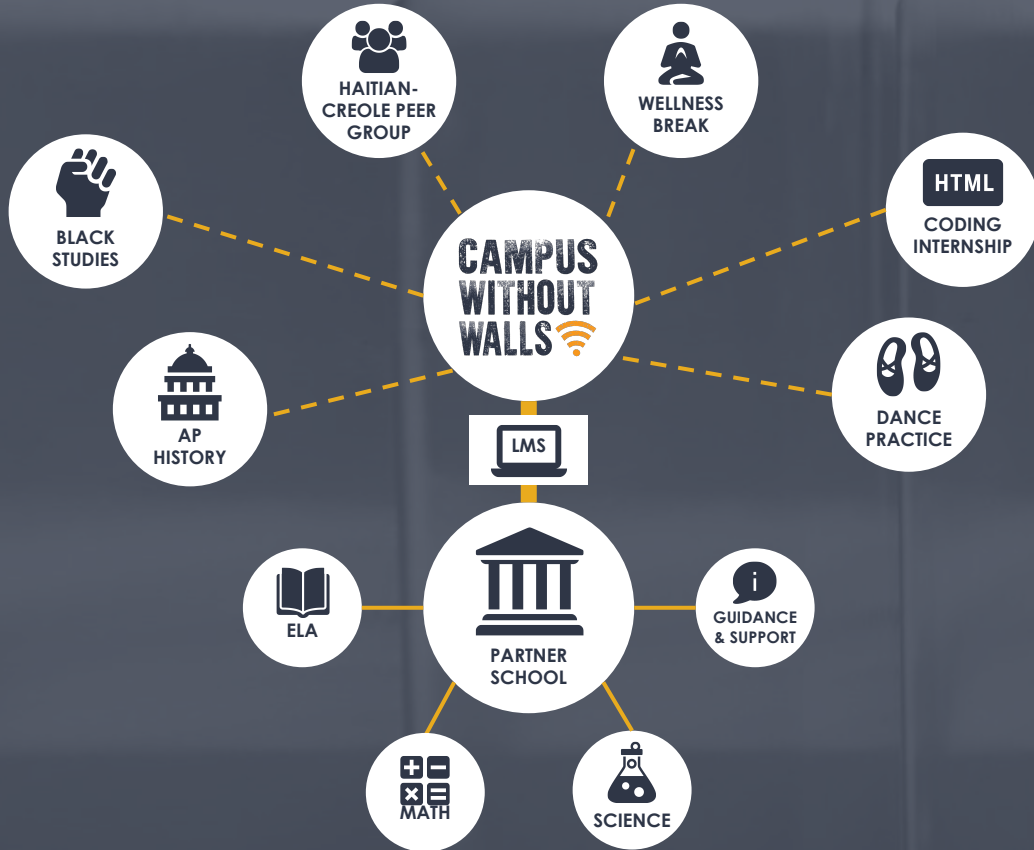 HAITIAN-
CREOLE PEER
GROUP
WELLNESS
BREAK
BLACK
STUDIES
HTML
CODING
INTERNSHIP
CAMPUS
WITHOUT
WALLS
AP
HISTORY
DANCE
PRACTICE
LMS
ELA
PARTNER
SCHOOL
i
GUIDANCE
& SUPPORT
MATH
SCIENCE